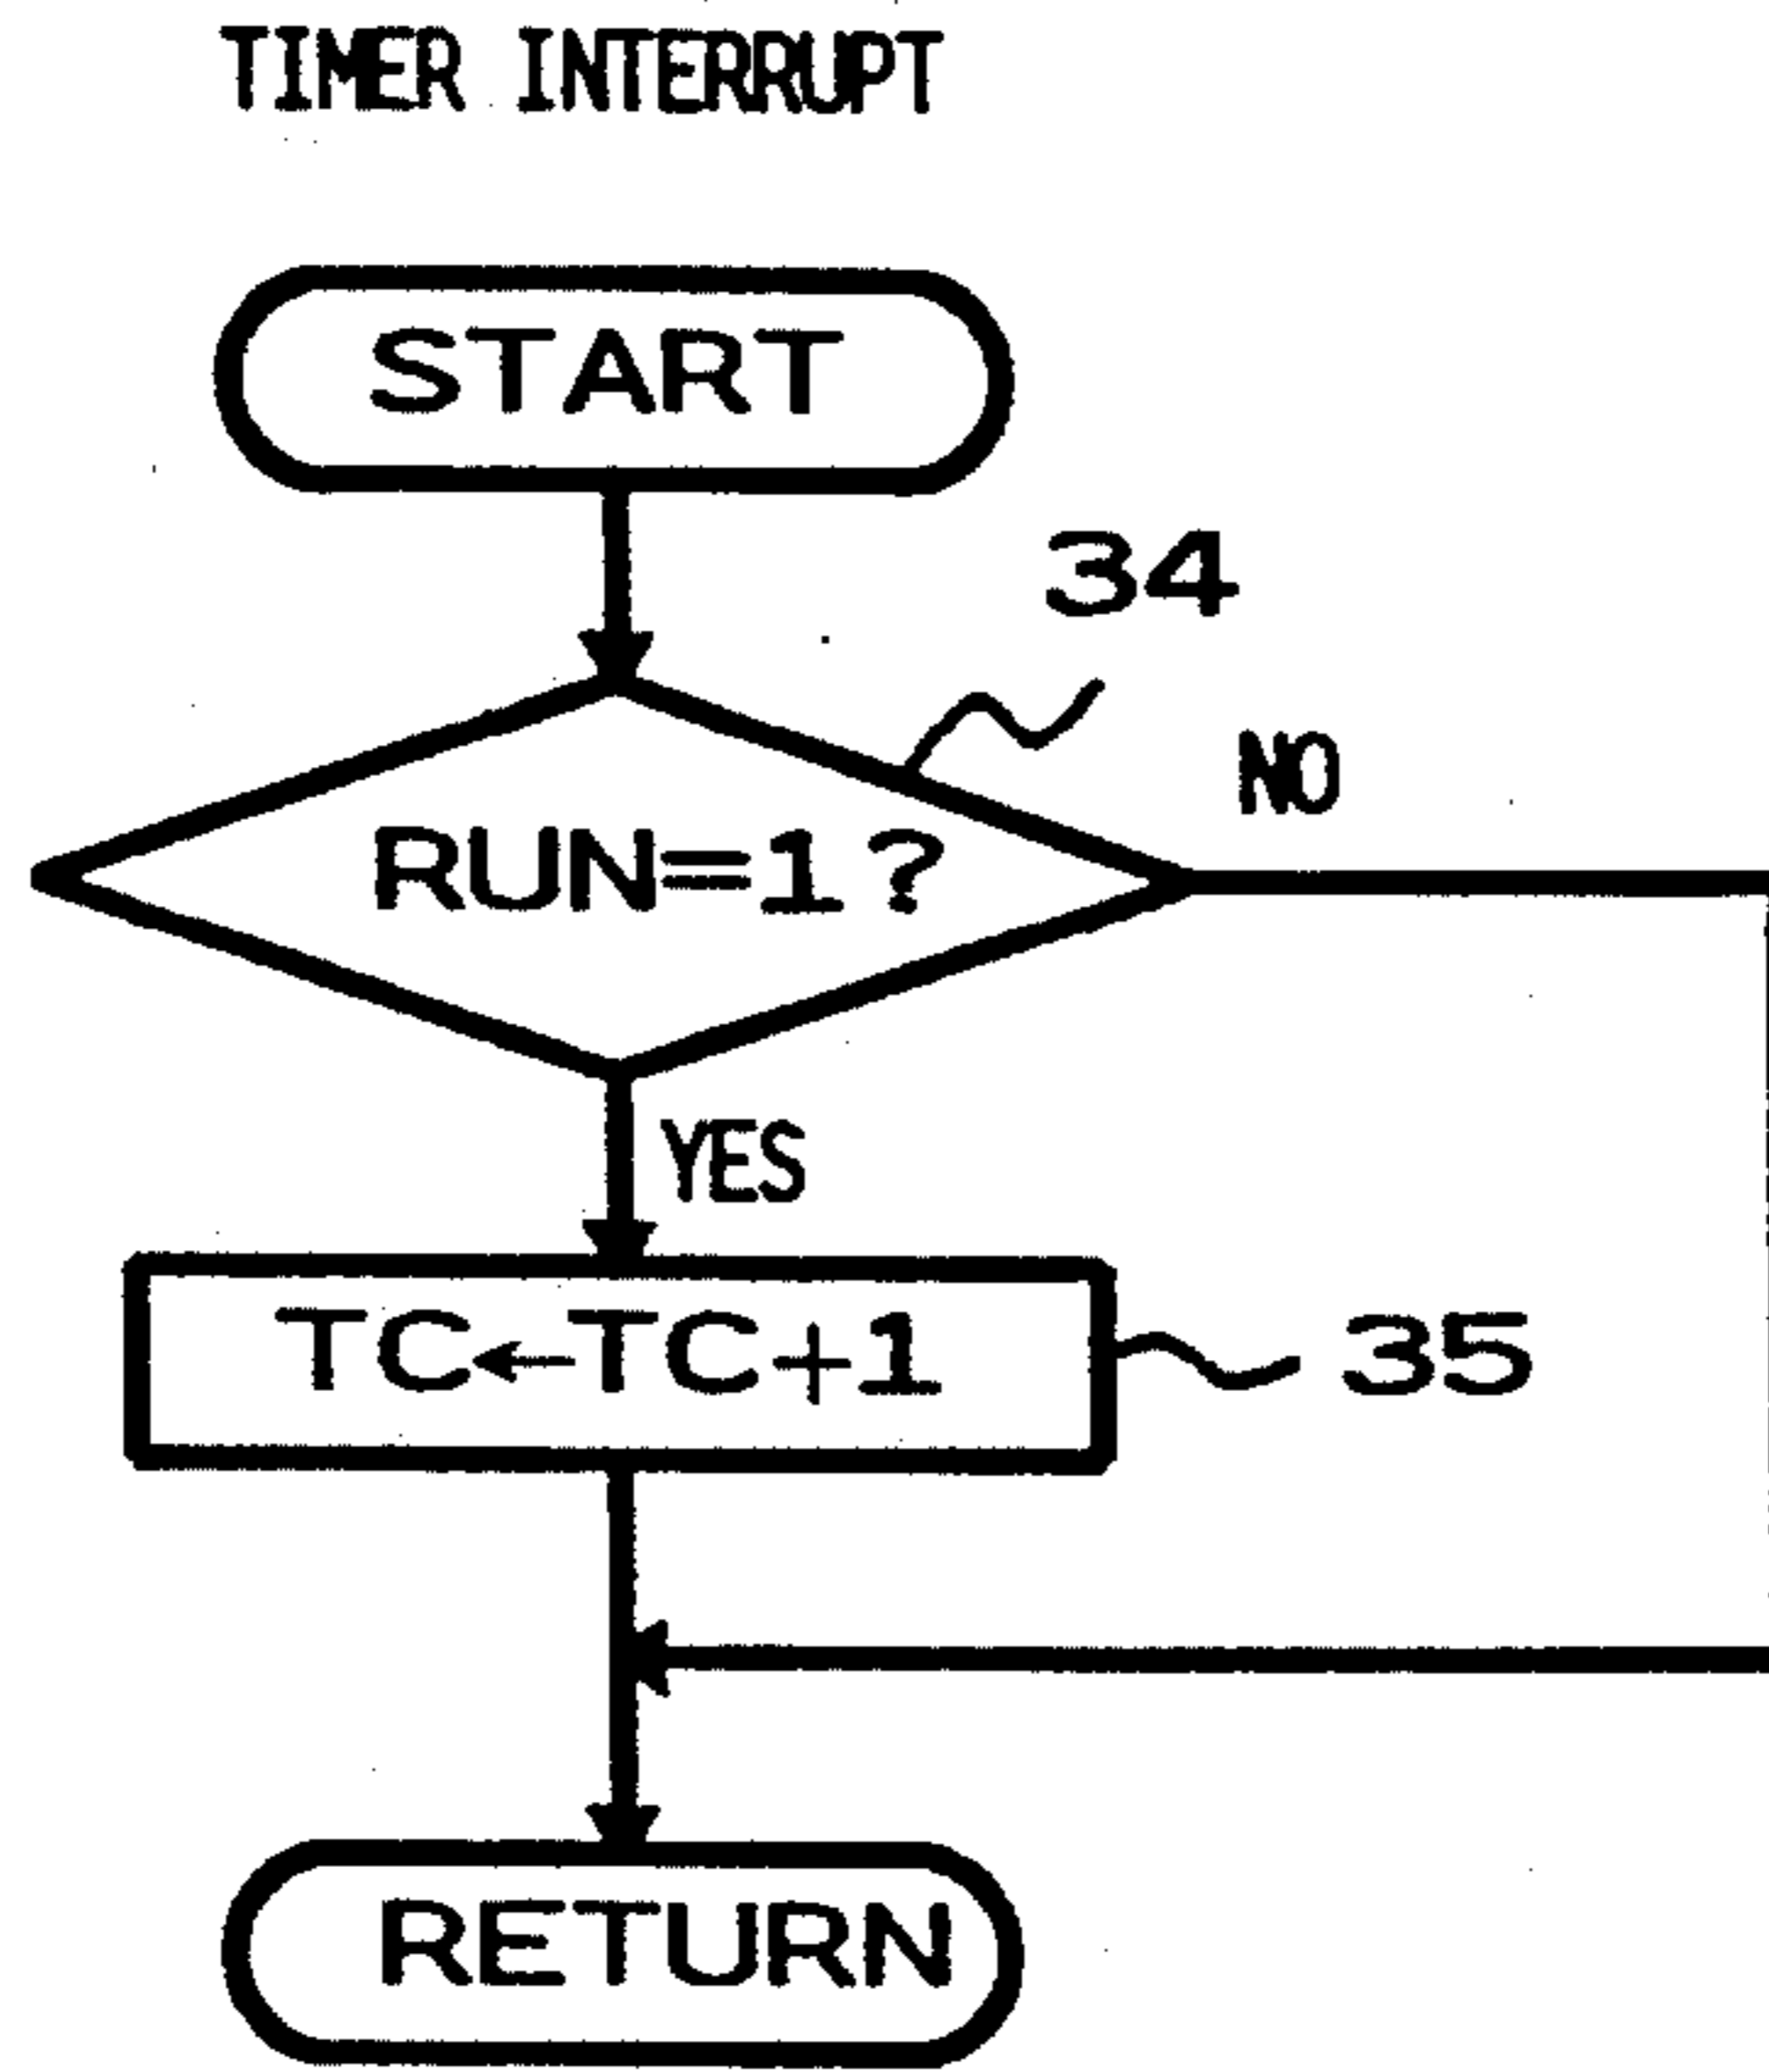 TIMER INTERRUPT
START
34
NO
RUN=1?
YES
TC←TC+1
35
RETURN